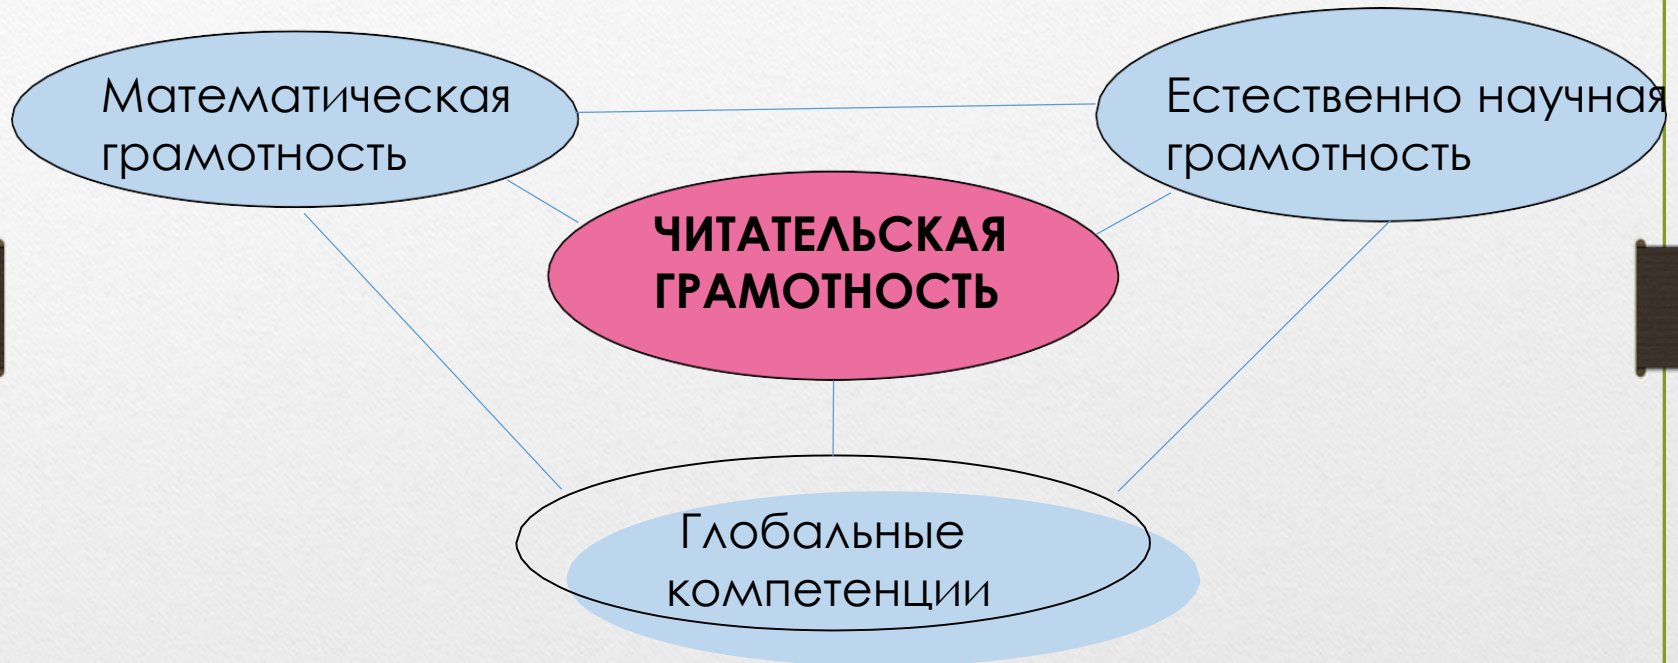 Математическая
грамотность
Естественно научная
грамотность
ЧИТАТЕЛЬСКАЯ
ГРАМОТНОСТЬ
Глобальные
компетенции